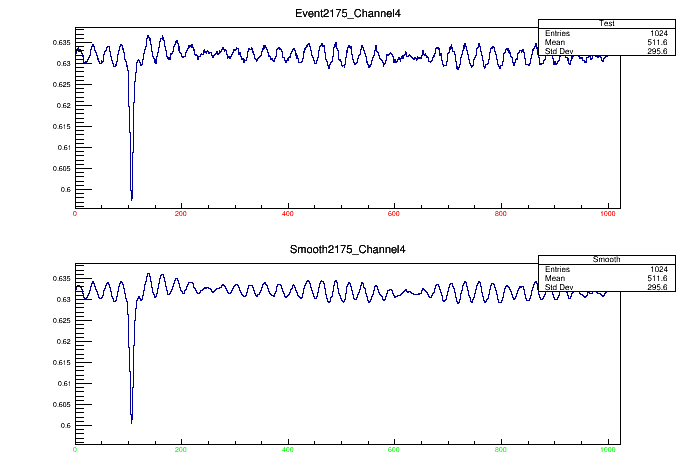 Event2175_Channel4
Test
Entries 1024
Mean 511.6
Std Dev 295.6
0.635
0.63
0.625
0.62
0.615
0.61
0.605
0.6
0 200 400 600 800 1000
Smooth2175_Channel4
Smooth
Entries 1024
Mean 511.6
Std Dev 295.6
0.635
0.63
0.625
0.62
0.615
0.61
0.605
0.6
0 200 400 600 800 1000